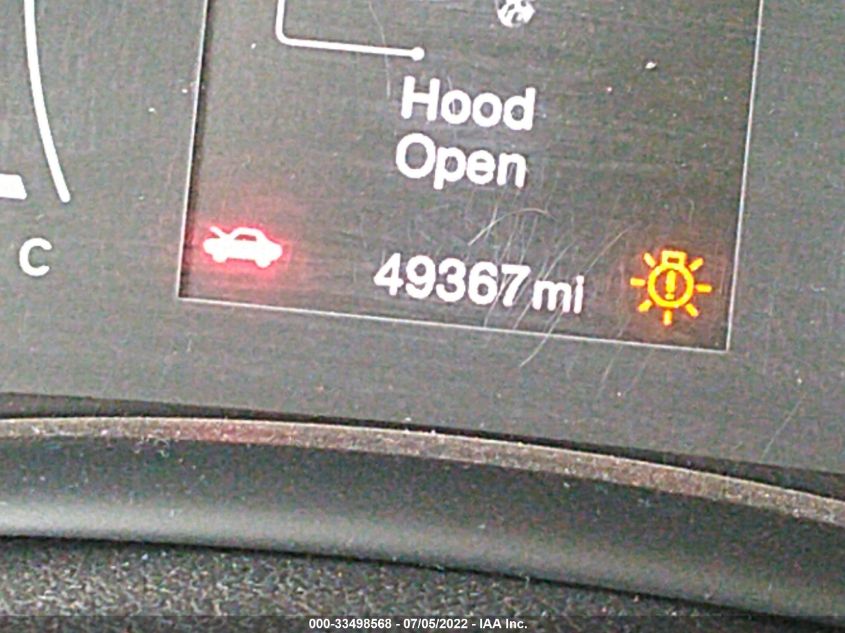 Hood
Open
C
49367 mi
000-33498568 - 07/05/2022 - IAA Inc.